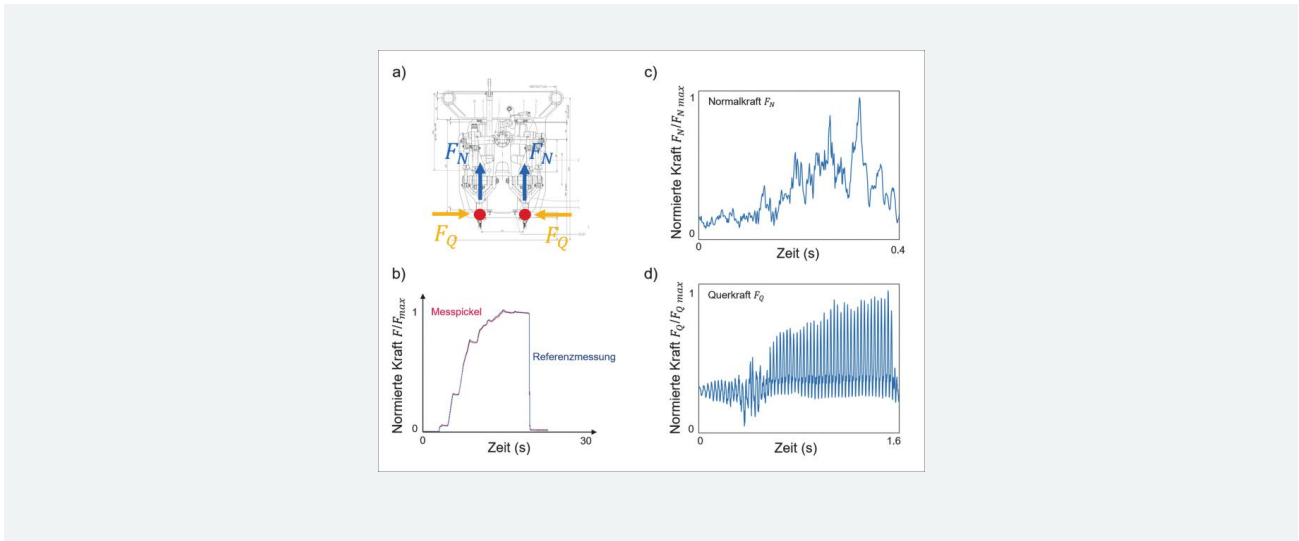 a)
F_N
F_N
F_Q
F_Q
b)
Normierte Kraft F/F_max
1
0
Messpickel
Referenzmessung
0
30
Zeit (s)
c)
Normierte Kraft F_N/F_N max
1
0
Normalkraft F_N
0
0.4
Zeit (s)
d)
Normierte Kraft F_Q/F_Q max
1
0
Querkraft F_Q
0
1.6
Zeit (s)